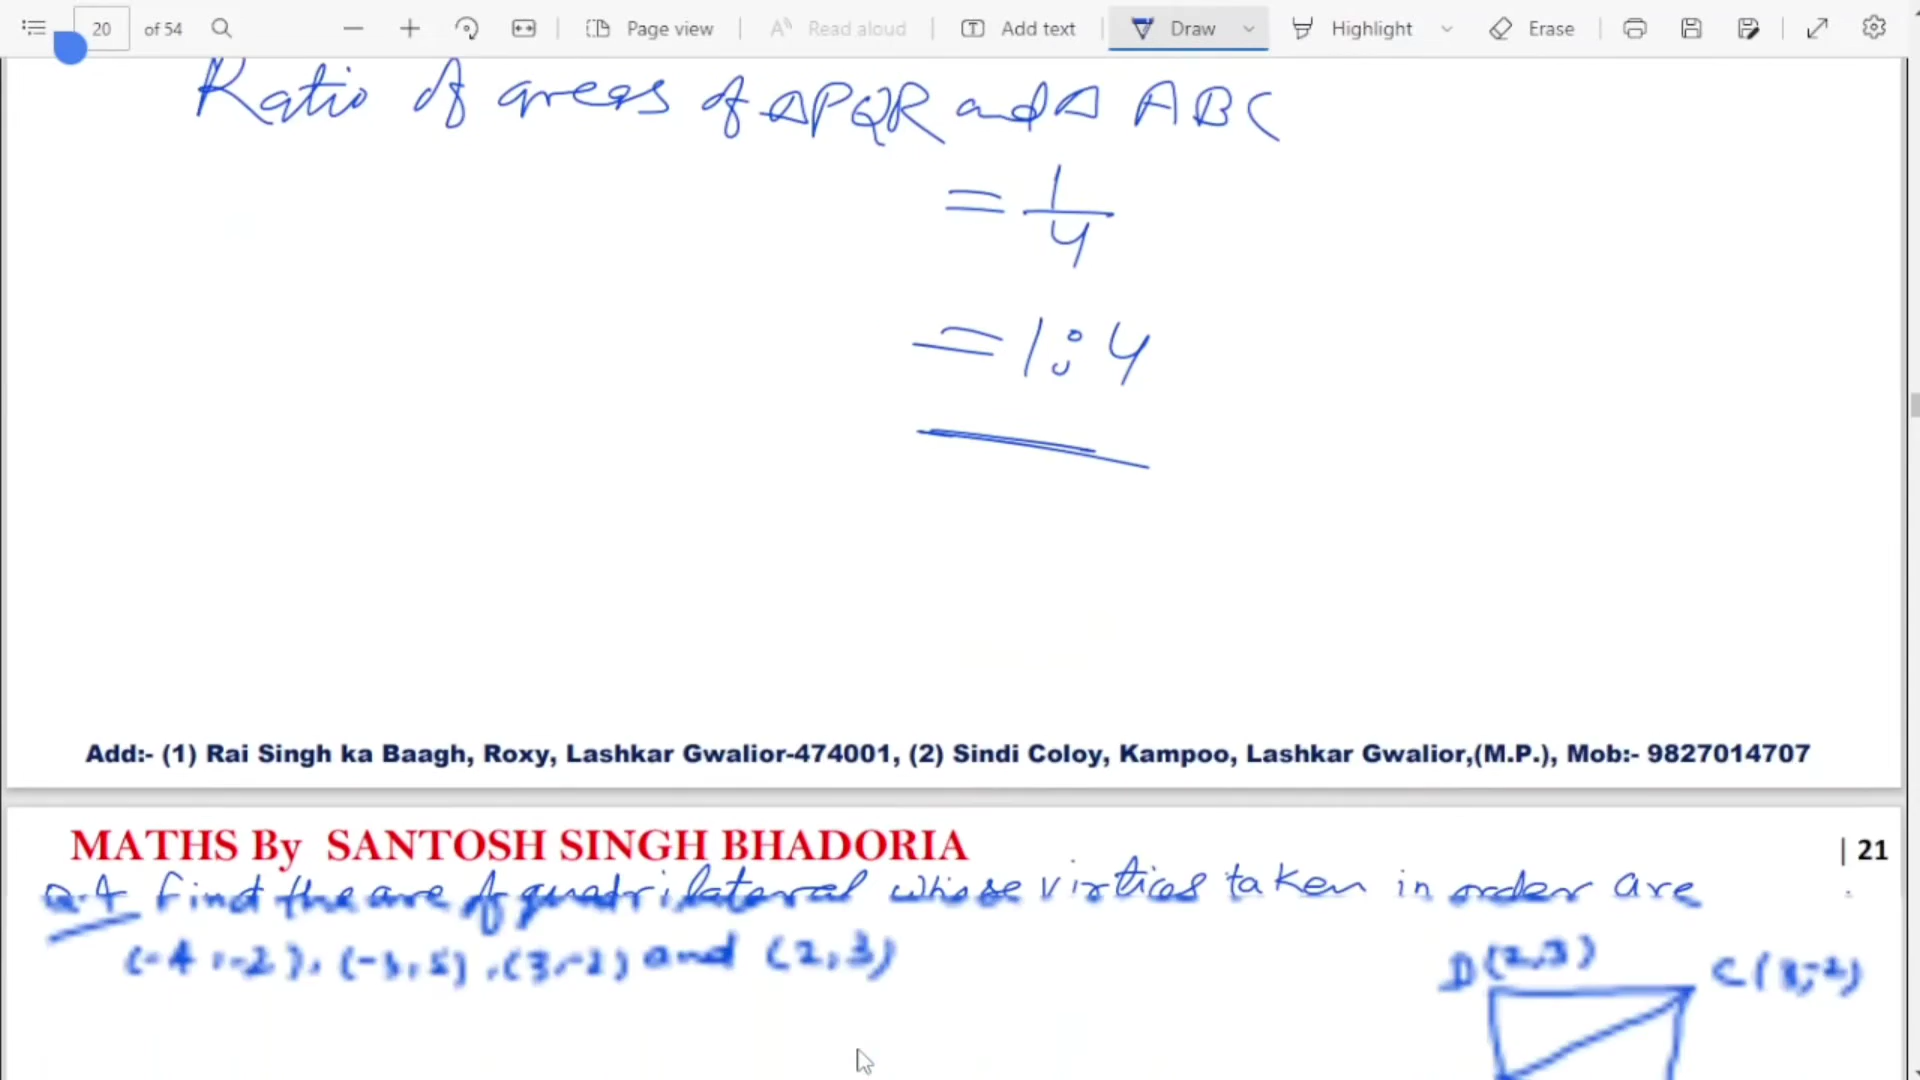 20 of 54 Page view Read aloud Add text Draw Highlight Erase
Ratio of areas of ΔPQR and Δ ABC
= 1/4
= 1:4
Add:- (1) Rai Singh ka Baagh, Roxy, Lashkar Gwalior-474001, (2) Sindi Coloy, Kampoo, Lashkar Gwalior,(M.P.), Mob:- 9827014707
MATHS By SANTOSH SINGH BHADORIA | 21
Q.4 find the are of quadrilateral whose virtices taken in order are
(-4,-2), (-3,5), (3,-2) and (2,3)
D(2,3) C(3,-2)